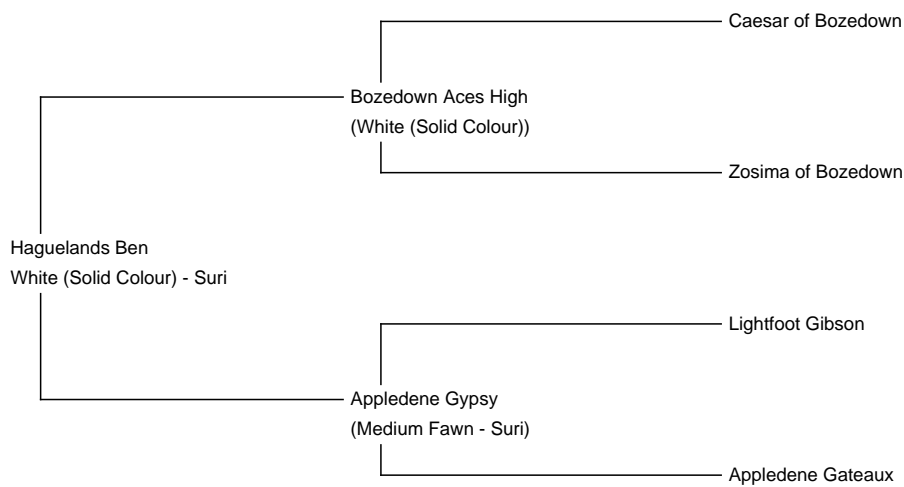 Caesar of Bozedown
Bozedown Aces High
(White (Solid Colour))
Zosima of Bozedown
Haguelands Ben
White (Solid Colour) - Suri
Lightfoot Gibson
Appledene Gypsy
(Medium Fawn - Suri)
Appledene Gateaux